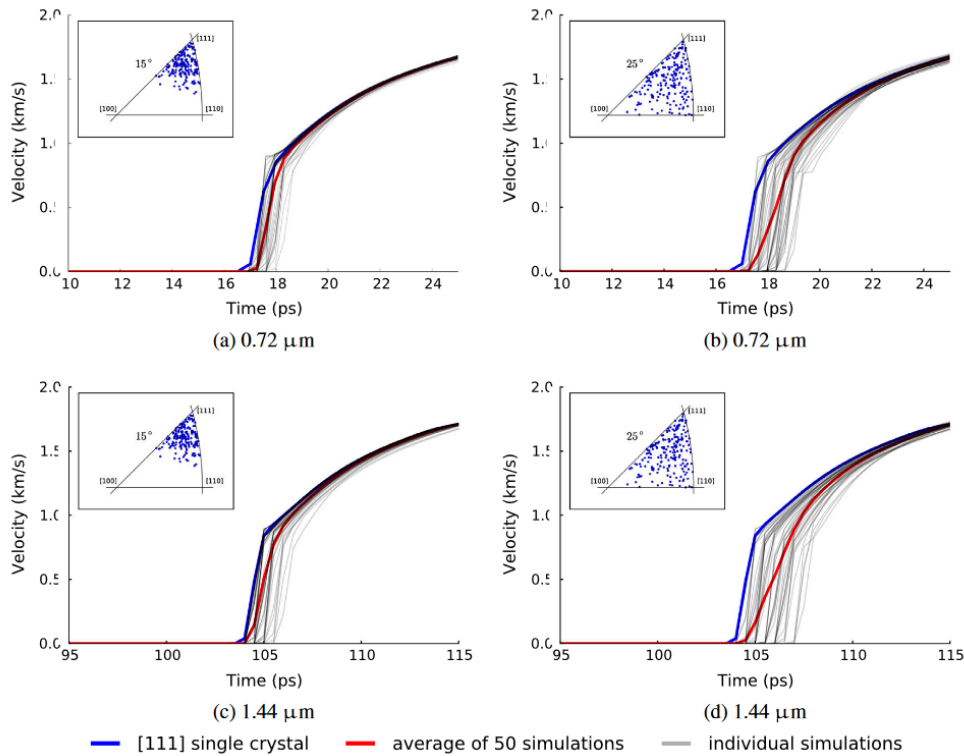 2.0
1.5
1.0
0.5
0.0
Velocity (km/s)
[111]
15°
[100]
[110]
10 12 14 16 18 20 22 24
Time (ps)
(a) 0.72 μm
2.0
1.5
1.0
0.5
0.0
Velocity (km/s)
[111]
25°
[100]
[110]
10 12 14 16 18 20 22 24
Time (ps)
(b) 0.72 μm
2.0
1.5
1.0
0.5
0.0
Velocity (km/s)
[111]
15°
[100]
[110]
95 100 105 110 115
Time (ps)
(c) 1.44 μm
2.0
1.5
1.0
0.5
0.0
Velocity (km/s)
[111]
25°
[100]
[110]
95 100 105 110 115
Time (ps)
(d) 1.44 μm
[111] single crystal
average of 50 simulations
individual simulations